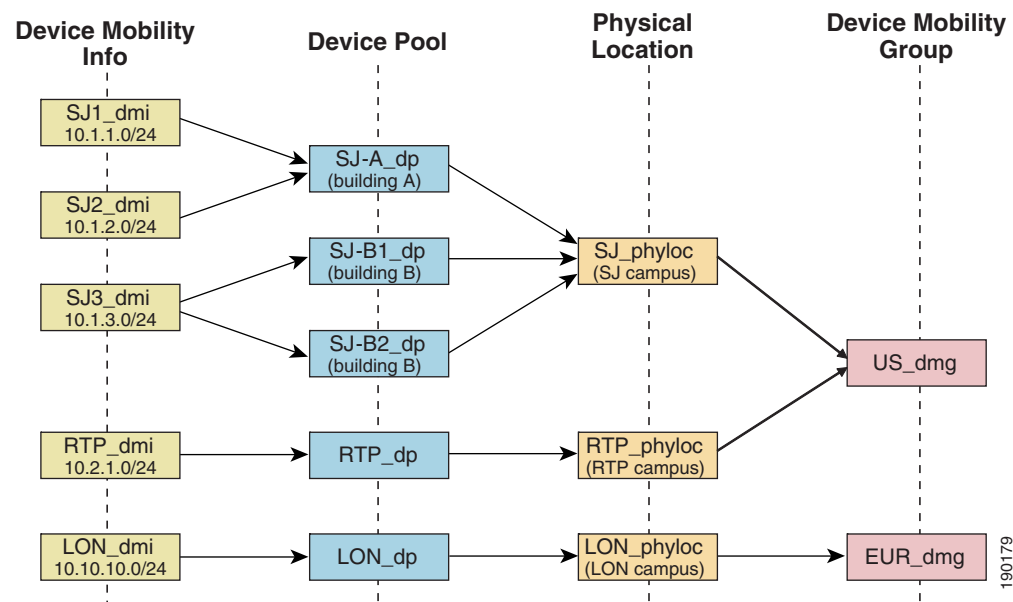 Device Mobility
Info
Device Pool
Physical
Location
Device Mobility
Group
SJ1_dmi
10.1.1.0/24
SJ2_dmi
10.1.2.0/24
SJ3_dmi
10.1.3.0/24
RTP_dmi
10.2.1.0/24
LON_dmi
10.10.10.0/24
SJ-A_dp
(building A)
SJ-B1_dp
(building B)
SJ-B2_dp
(building B)
RTP_dp
LON_dp
SJ_phyloc
(SJ campus)
RTP_phyloc
(RTP campus)
LON_phyloc
(LON campus)
US_dmg
EUR_dmg
190179